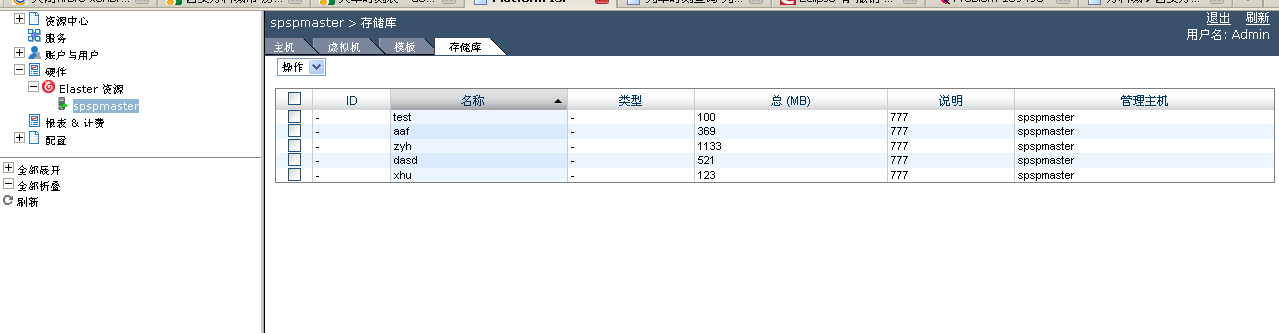 Platform ISF
资源中心
服务
账户与用户
硬件
Elaster 资源
spspmaster
报表 & 计费
配置
全部展开
全部折叠
刷新
spspmaster > 存储库
退出 刷新
用户名: Admin
主机 虚拟机 模板 存储库
操作
ID 名称 类型 总 (MB) 说明 管理主机
- test - 100 777 spspmaster
- aaf - 369 777 spspmaster
- zyh - 1133 777 spspmaster
- dasd - 521 777 spspmaster
- xhu - 123 777 spspmaster